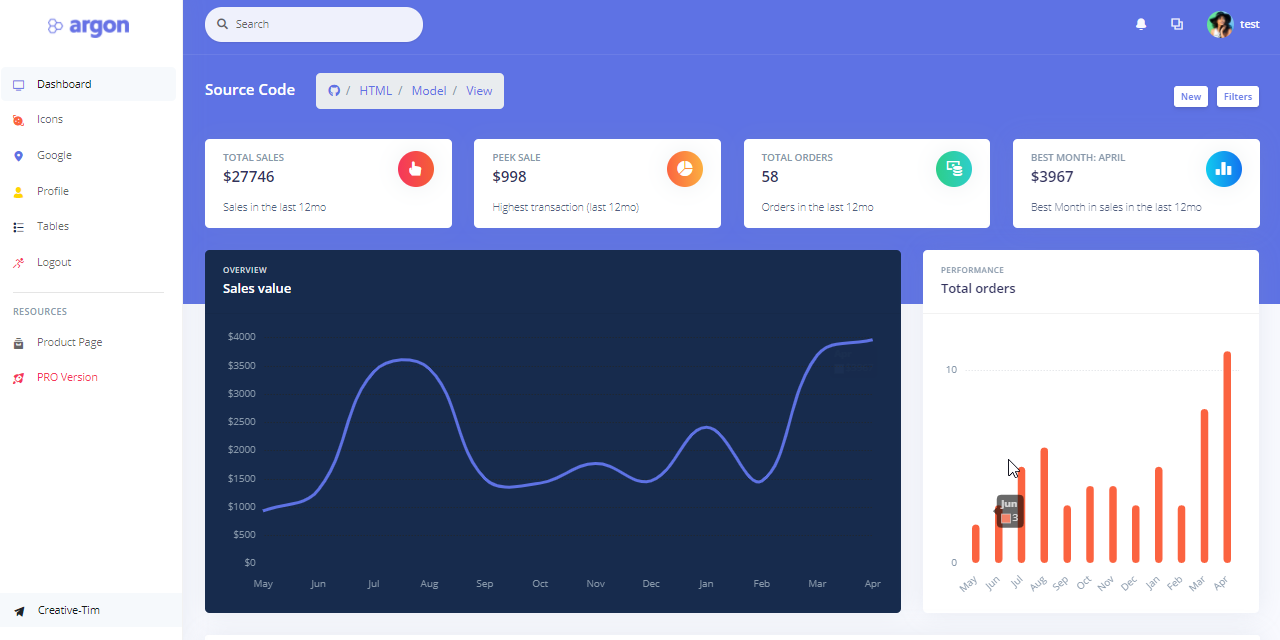 argon
Search
test
Dashboard
Icons
Google
Profile
Tables
Logout
RESOURCES
Product Page
PRO Version
Creative-Tim
Source Code
/ HTML / Model / View
New
Filters
TOTAL SALES
$27746
Sales in the last 12mo
PEEK SALE
$998
Highest transaction (last 12mo)
TOTAL ORDERS
58
Orders in the last 12mo
BEST MONTH: APRIL
$3967
Best Month in sales in the last 12mo
OVERVIEW
Sales value
$4000
$3500
$3000
$2500
$2000
$1500
$1000
$500
$0
May Jun Jul Aug Sep Oct Nov Dec Jan Feb Mar Apr
PERFORMANCE
Total orders
10
0
Jun
3
May Jun Jul Aug Sep Oct Nov Dec Jan Feb Mar Apr